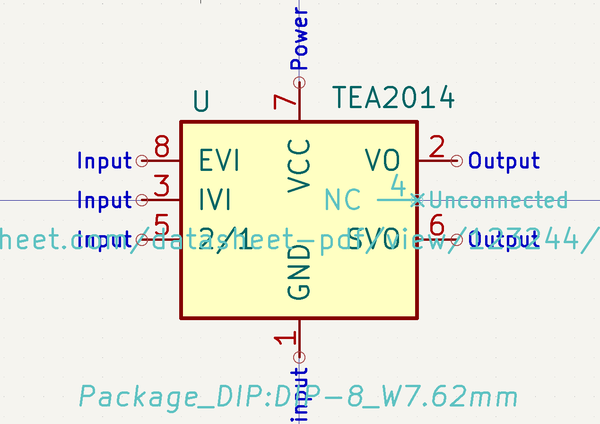 Power
U
TEA2014
7
Input 8 EVI VCC VO 2 Output
Input 3 IVI NC 4 Unconnected
Input 5 2/1 SVO 6 Output
heet.com/datasheet-pdf/view/123244/
GND
1
input
Package_DIP:DIP-8_W7.62mm